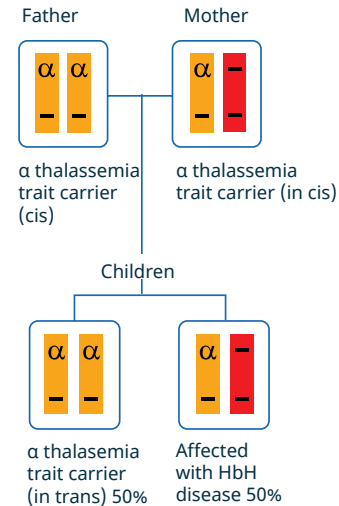 Father
Mother
α α
– –
α –
– –
α thalassemia
trait carrier
(cis)
α thalassemia
trait carrier (in cis)
Children
α α
– –
α –
– –
α thalasemia
trait carrier
(in trans) 50%
Affected
with HbH
disease 50%